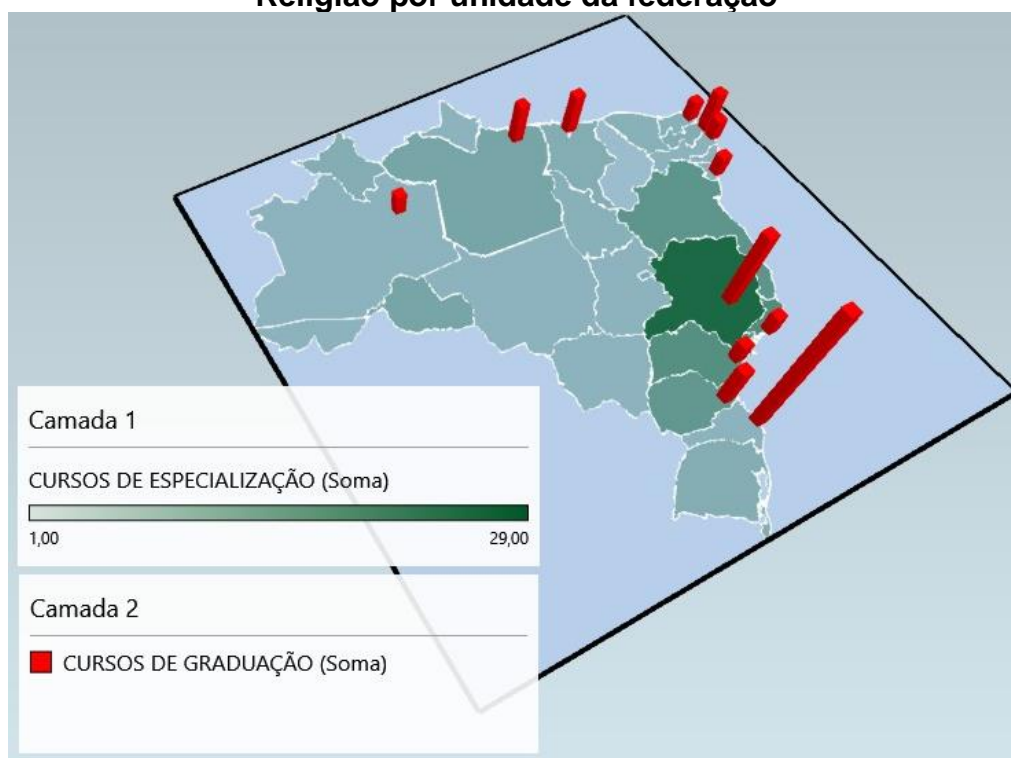 Religião por unidade da federação
Camada 1
CURSOS DE ESPECIALIZAÇÃO (Soma)
1,00 29,00
Camada 2
CURSOS DE GRADUAÇÃO (Soma)